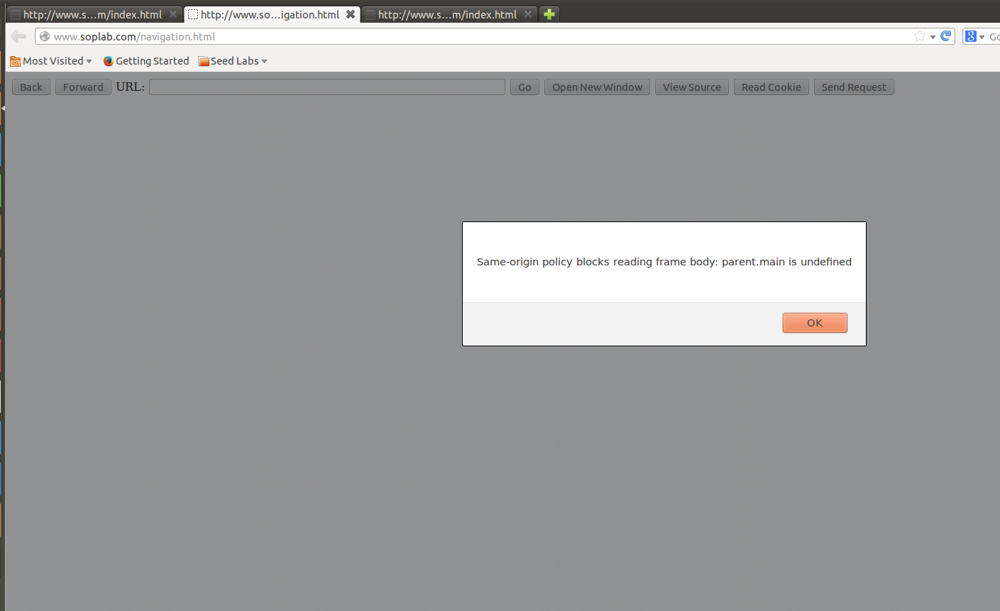 http://www.s...m/index.html http://www.so...igation.html http://www.s...m/index.html
www.soplab.com/navigation.html 8 Go
Most Visited Getting Started Seed Labs
Back Forward URL: Go Open New Window View Source Read Cookie Send Request
Same-origin policy blocks reading frame body: parent.main is undefined
OK